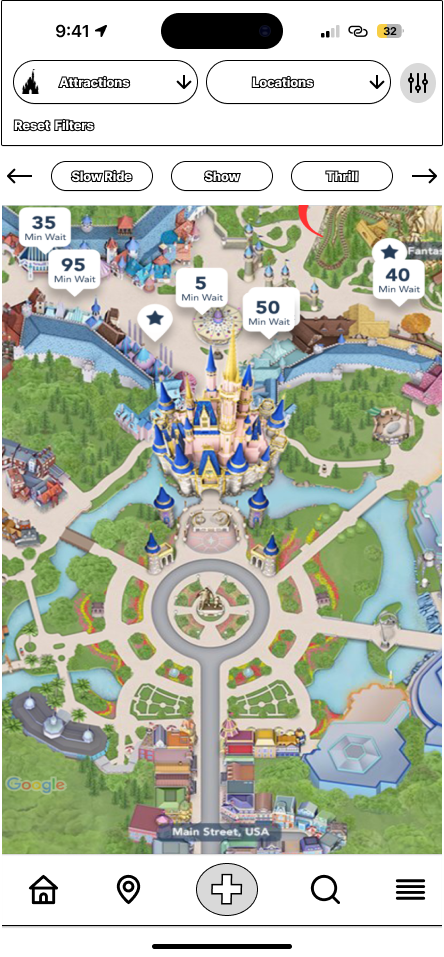 9:41
32
Attractions
Locations
Reset Filters
Slow Ride
Show
Thrill
35
Min Wait
95
Min Wait
5
Min Wait
50
Min Wait
Fantas
40
Min Wait
Google
Main Street, USA